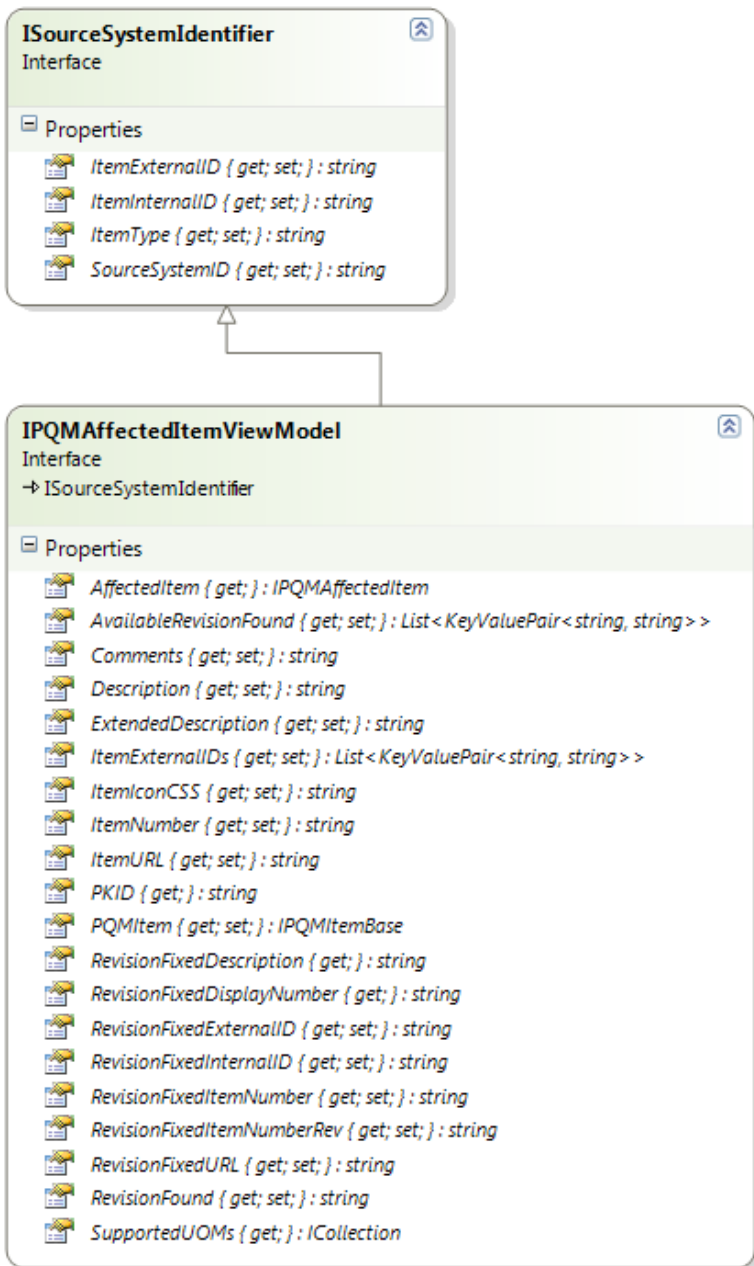 ISourceSystemIdentifier
Interface
Properties
ItemExternalID { get; set; } : string
ItemInternalID { get; set; } : string
ItemType { get; set; } : string
SourceSystemID { get; set; } : string
IPQMAffectedItemViewModel
Interface
ISourceSystemIdentifier
Properties
AffectedItem { get; } : IPQMAffectedItem
AvailableRevisionFound { get; set; } : List<KeyValuePair<string, string>>
Comments { get; set; } : string
Description { get; set; } : string
ExtendedDescription { get; set; } : string
ItemExternalIDs { get; set; } : List<KeyValuePair<string, string>>
ItemIconCSS { get; set; } : string
ItemNumber { get; set; } : string
ItemURL { get; set; } : string
PKID { get; } : string
PQMItem { get; set; } : IPQMItemBase
RevisionFixedDescription { get; } : string
RevisionFixedDisplayNumber { get; } : string
RevisionFixedExternalID { get; set; } : string
RevisionFixedInternalID { get; set; } : string
RevisionFixedItemNumber { get; set; } : string
RevisionFixedItemNumberRev { get; set; } : string
RevisionFixedURL { get; set; } : string
RevisionFound { get; set; } : string
SupportedUOMs { get; } : ICollection